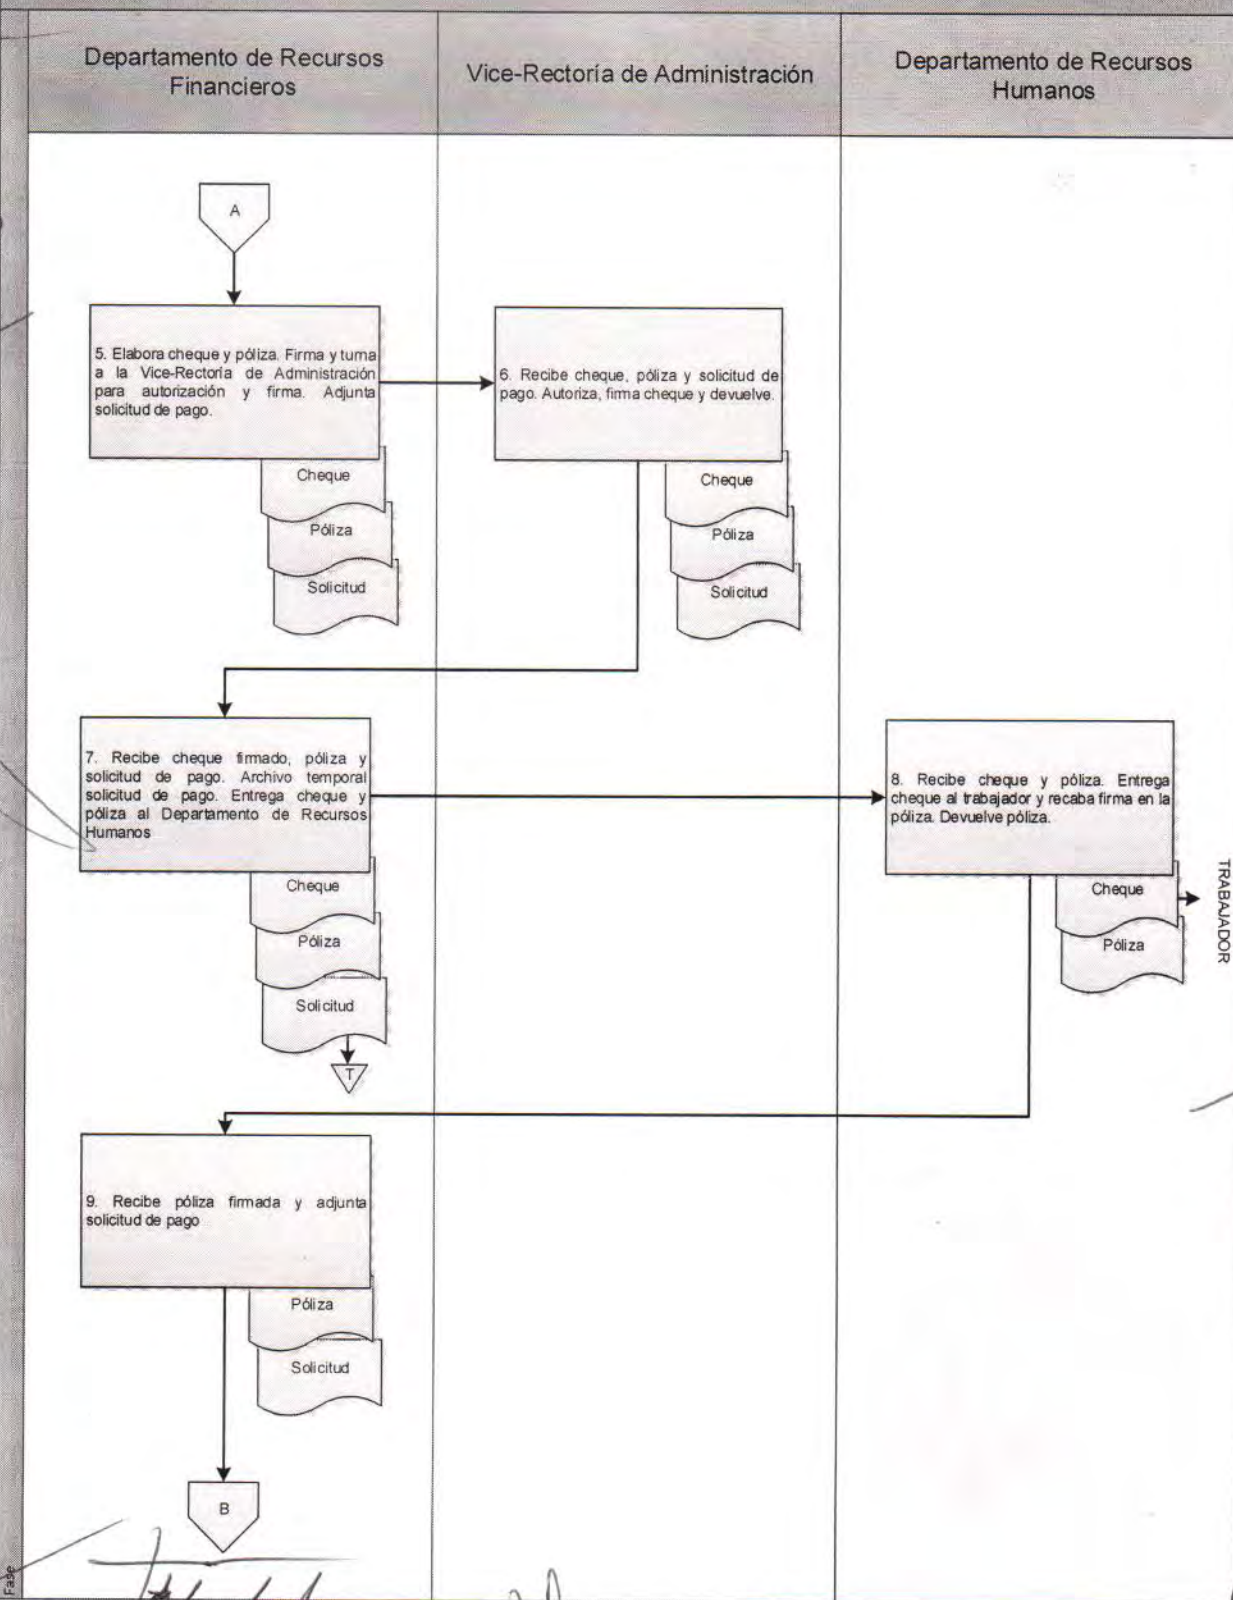 Departamento de Recursos
Financieros
Vice-Rectoría de Administración
Departamento de Recursos
Humanos
A
5. Elabora cheque y póliza. Firma y turna
a la Vice-Rectoría de Administración
para autorización y firma. Adjunta
solicitud de pago.
Cheque
Póliza
Solicitud
6. Recibe cheque, póliza y solicitud de
pago. Autoriza, firma cheque y devuelve.
Cheque
Póliza
Solicitud
7. Recibe cheque firmado, póliza y
solicitud de pago. Archivo temporal
solicitud de pago. Entrega cheque y
póliza al Departamento de Recursos
Humanos
Cheque
Póliza
Solicitud
T
8. Recibe cheque y póliza. Entrega
cheque al trabajador y recaba firma en la
póliza. Devuelve póliza.
Cheque
Póliza
TRABAJADOR
9. Recibe póliza firmada y adjunta
solicitud de pago
Póliza
Solicitud
B
Fase